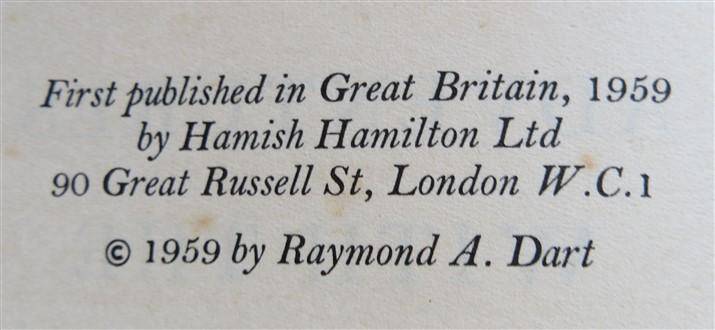 First published in Great Britain, 1959
by Hamish Hamilton Ltd
90 Great Russell St, London W.C.1
© 1959 by Raymond A. Dart